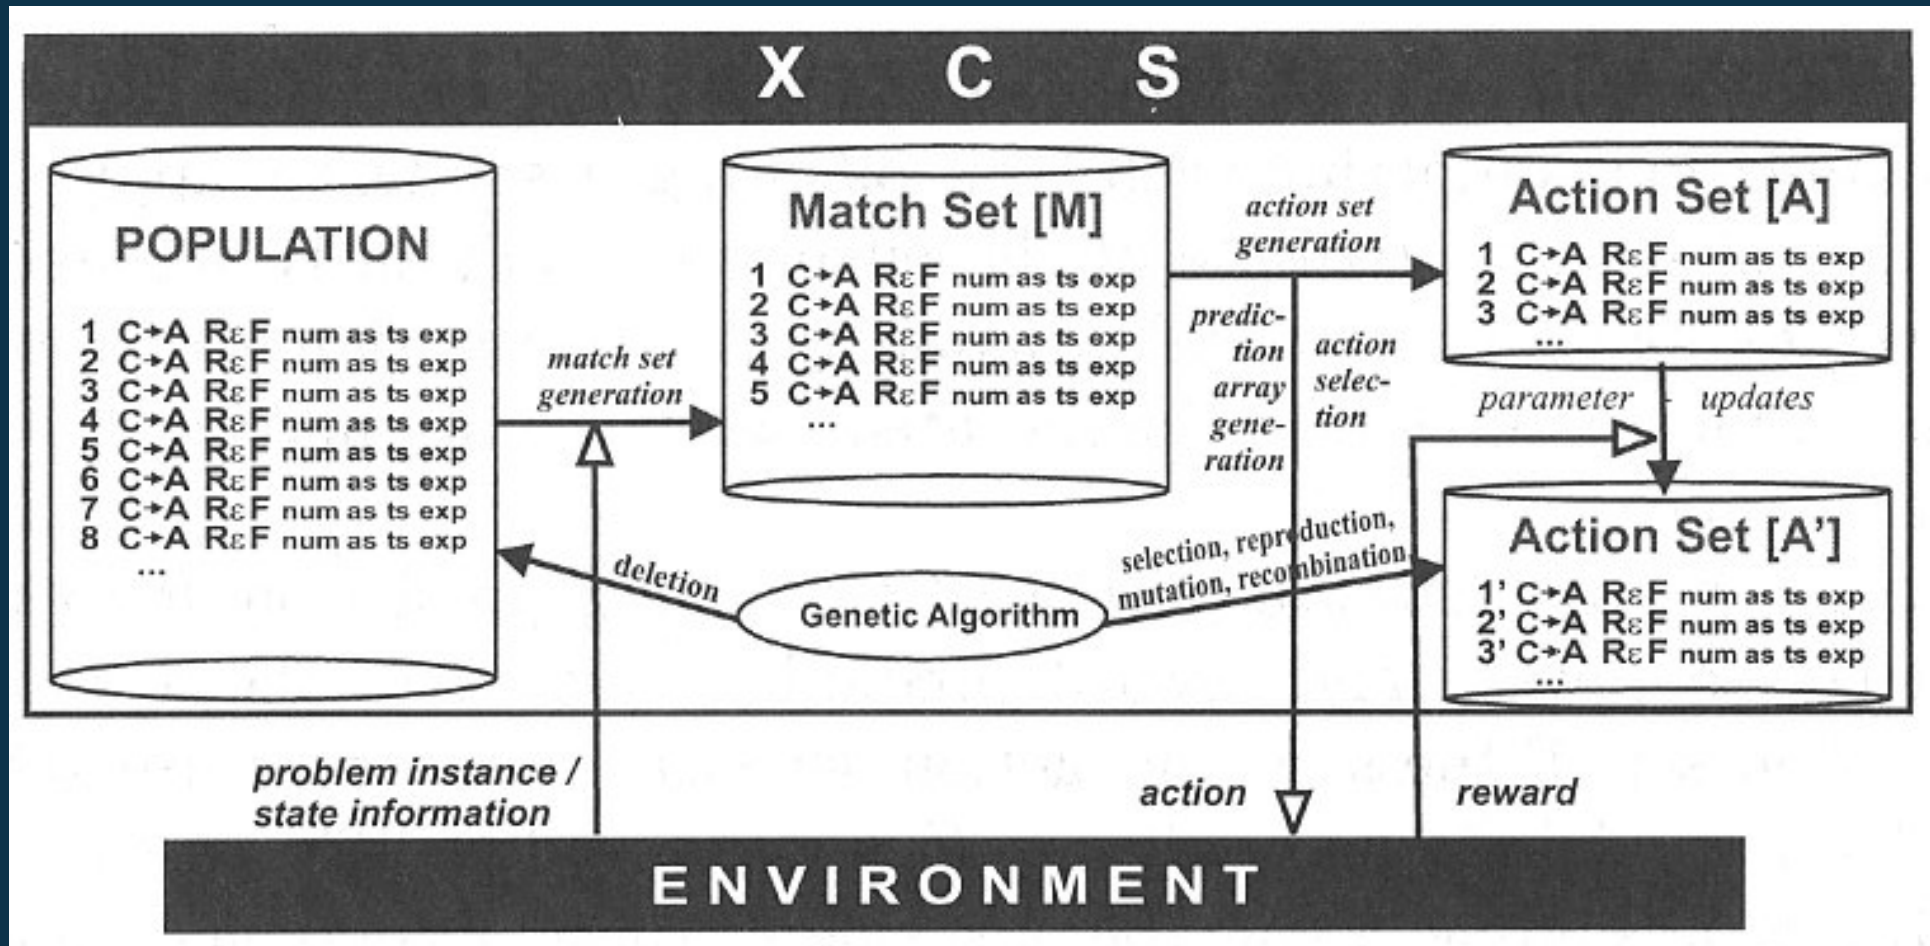 X C S
POPULATION
1 C→A RεF num as ts exp
2 C→A RεF num as ts exp
3 C→A RεF num as ts exp
4 C→A RεF num as ts exp
5 C→A RεF num as ts exp
6 C→A RεF num as ts exp
7 C→A RεF num as ts exp
8 C→A RεF num as ts exp
...
match set
generation
Match Set [M]
1 C→A RεF num as ts exp
2 C→A RεF num as ts exp
3 C→A RεF num as ts exp
4 C→A RεF num as ts exp
5 C→A RεF num as ts exp
...
action set
generation
predic-
tion
array
gene-
ration
action
selec-
tion
Action Set [A]
1 C→A RεF num as ts exp
2 C→A RεF num as ts exp
3 C→A RεF num as ts exp
...
parameter updates
Action Set [A']
1' C→A RεF num as ts exp
2' C→A RεF num as ts exp
3' C→A RεF num as ts exp
...
deletion
Genetic Algorithm
selection, reproduction,
mutation, recombination,
problem instance /
state information
action
reward
ENVIRONMENT